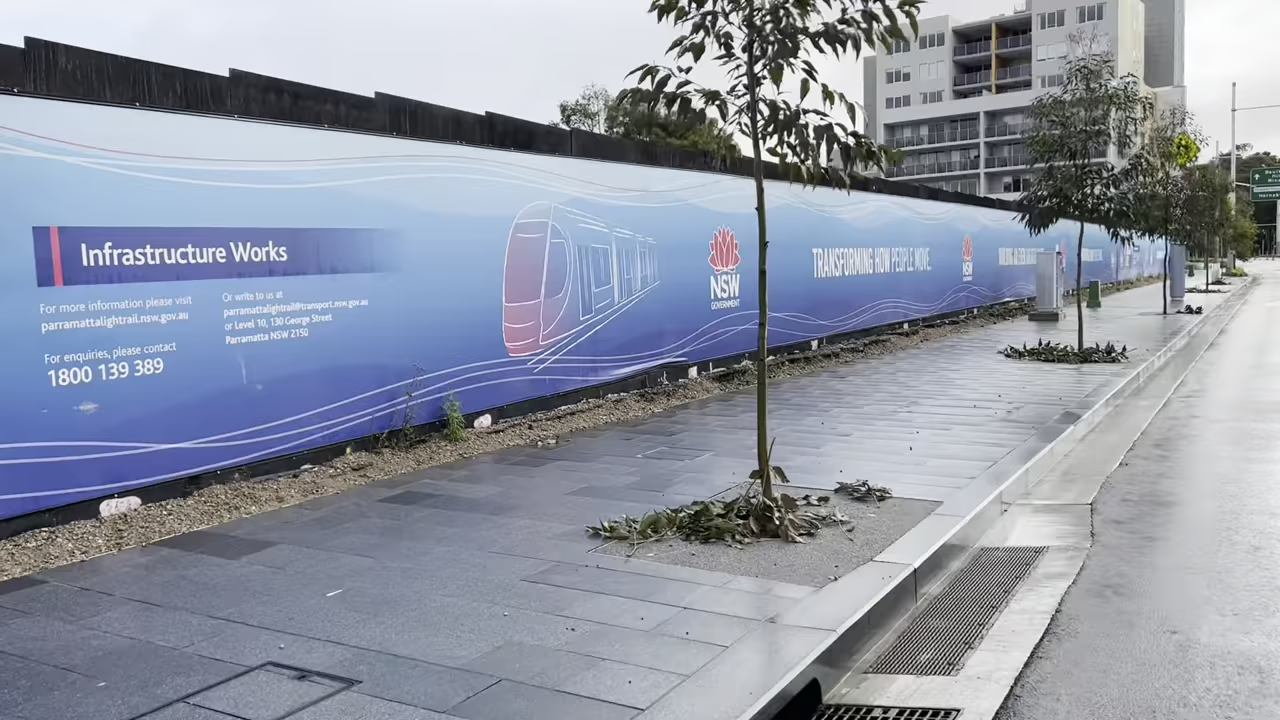 Infrastructure Works
For more information please visit
parramattalightrail.nsw.gov.au
For enquiries, please contact
1800 139 389
Or write to us at
parramattalightrail@transport.nsw.gov.au
or Level 10, 130 George Street
Parramatta NSW 2150
NSW
GOVERNMENT
TRANSFORMING HOW PEOPLE MOVE.
NSW